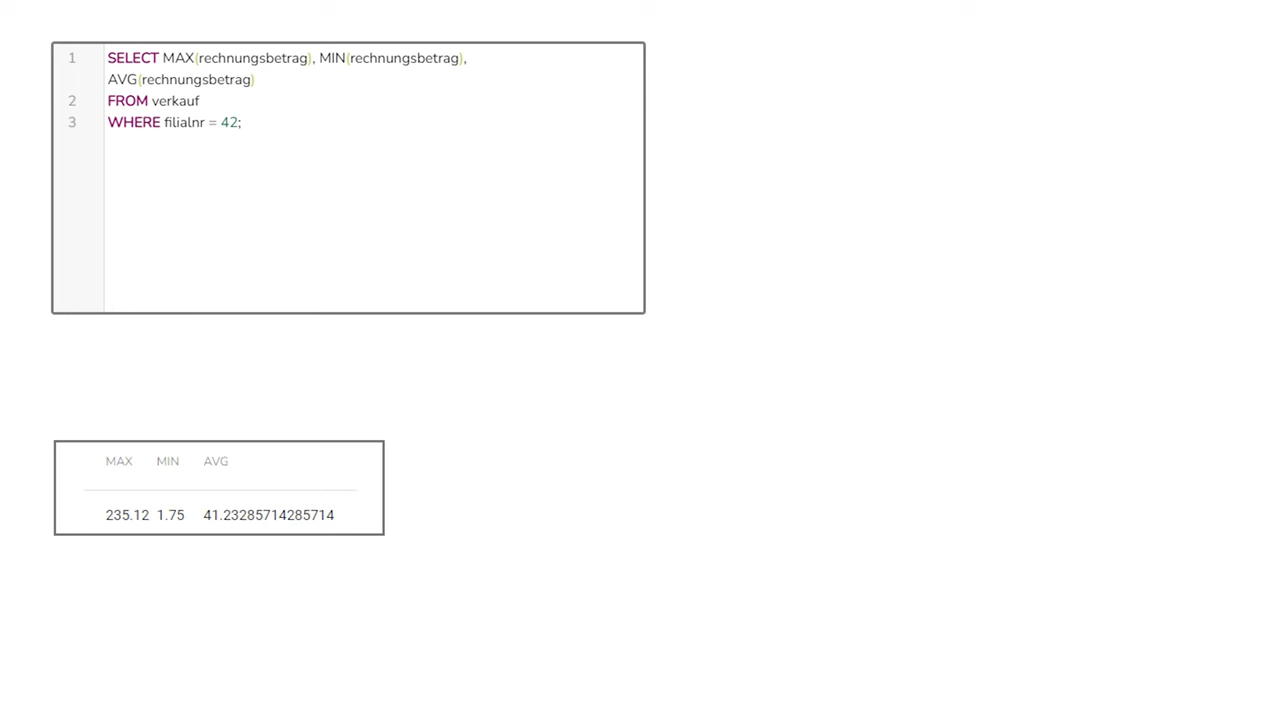 1 SELECT MAX(rechnungsbetrag), MIN(rechnungsbetrag),
AVG(rechnungsbetrag)
2 FROM verkauf
3 WHERE filialnr = 42;
MAX MIN AVG
235.12 1.75 41.23285714285714